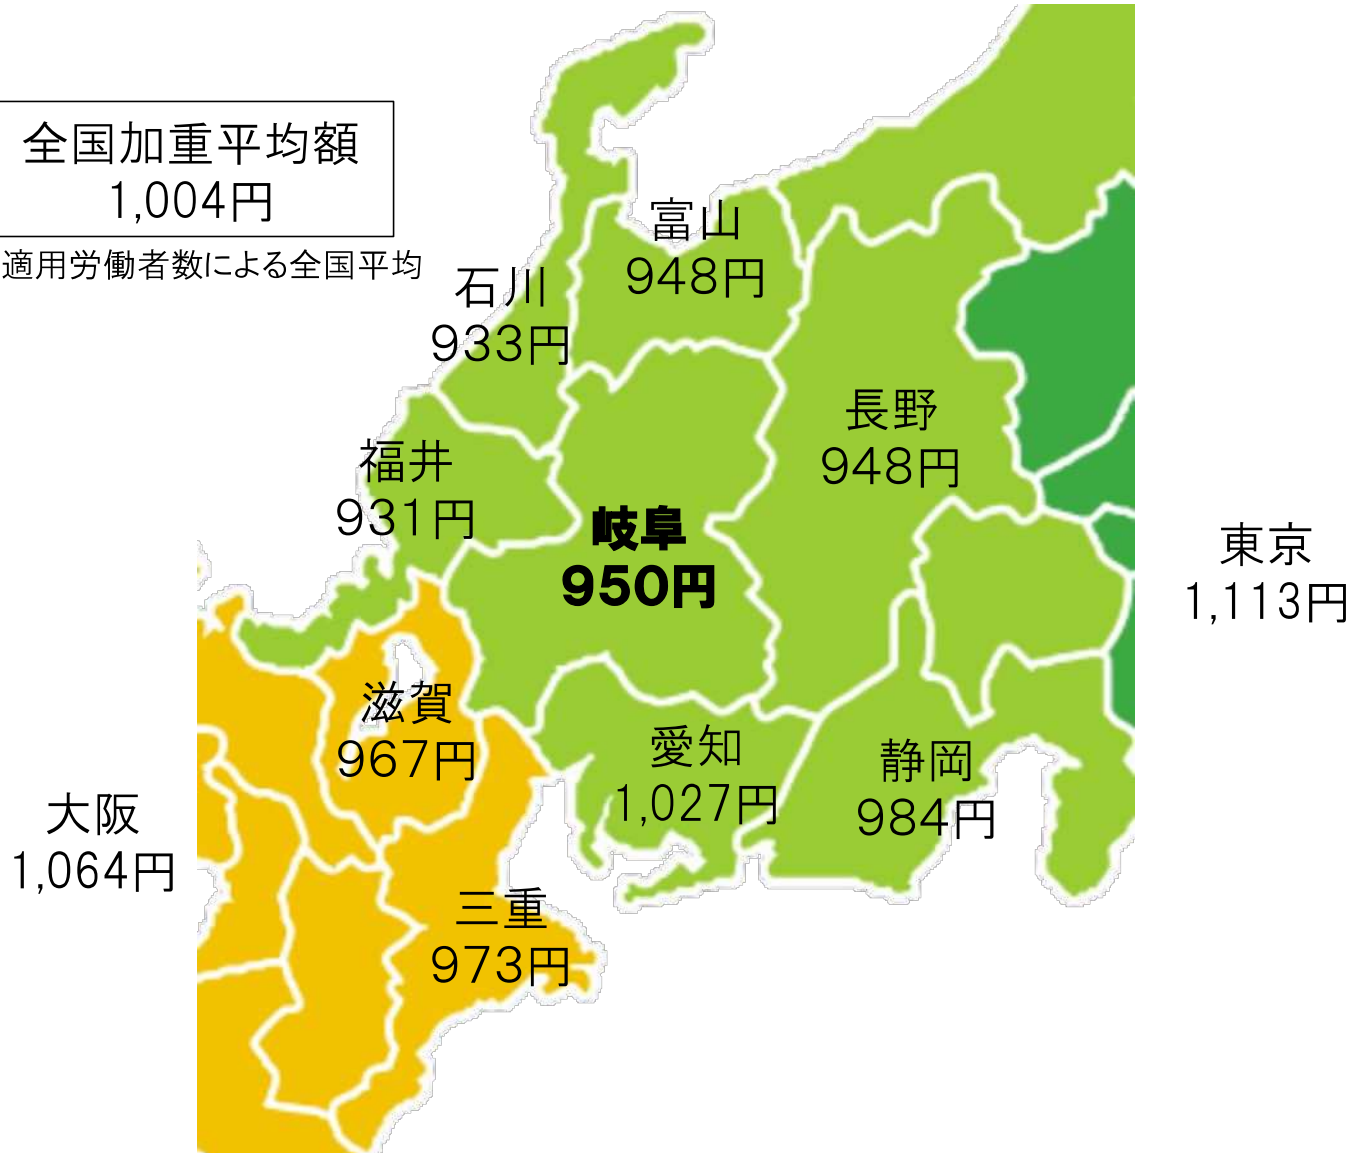 全国加重平均額
1,004円
適用労働者数による全国平均
富山
948円
石川
933円
長野
948円
福井
931円
岐阜
950円
東京
1,113円
滋賀
967円
愛知
1,027円
静岡
984円
大阪
1,064円
三重
973円